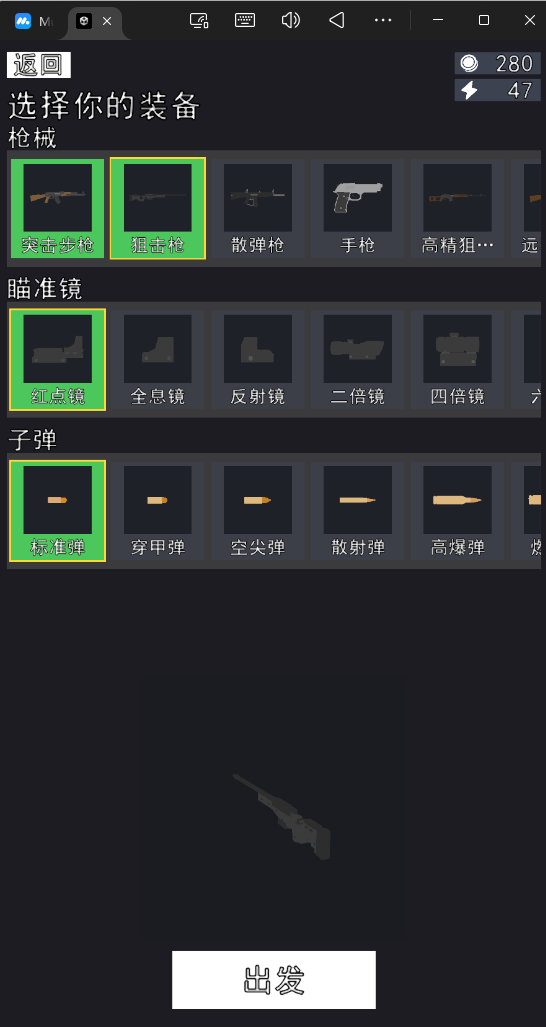 M
返回
280
47
选择你的装备
枪械
突击步枪 狙击枪 散弹枪 手枪 高精狙… 远
瞄准镜
红点镜 全息镜 反射镜 二倍镜 四倍镜 六
子弹
标准弹 穿甲弹 空尖弹 散射弹 高爆弹 燃
出发